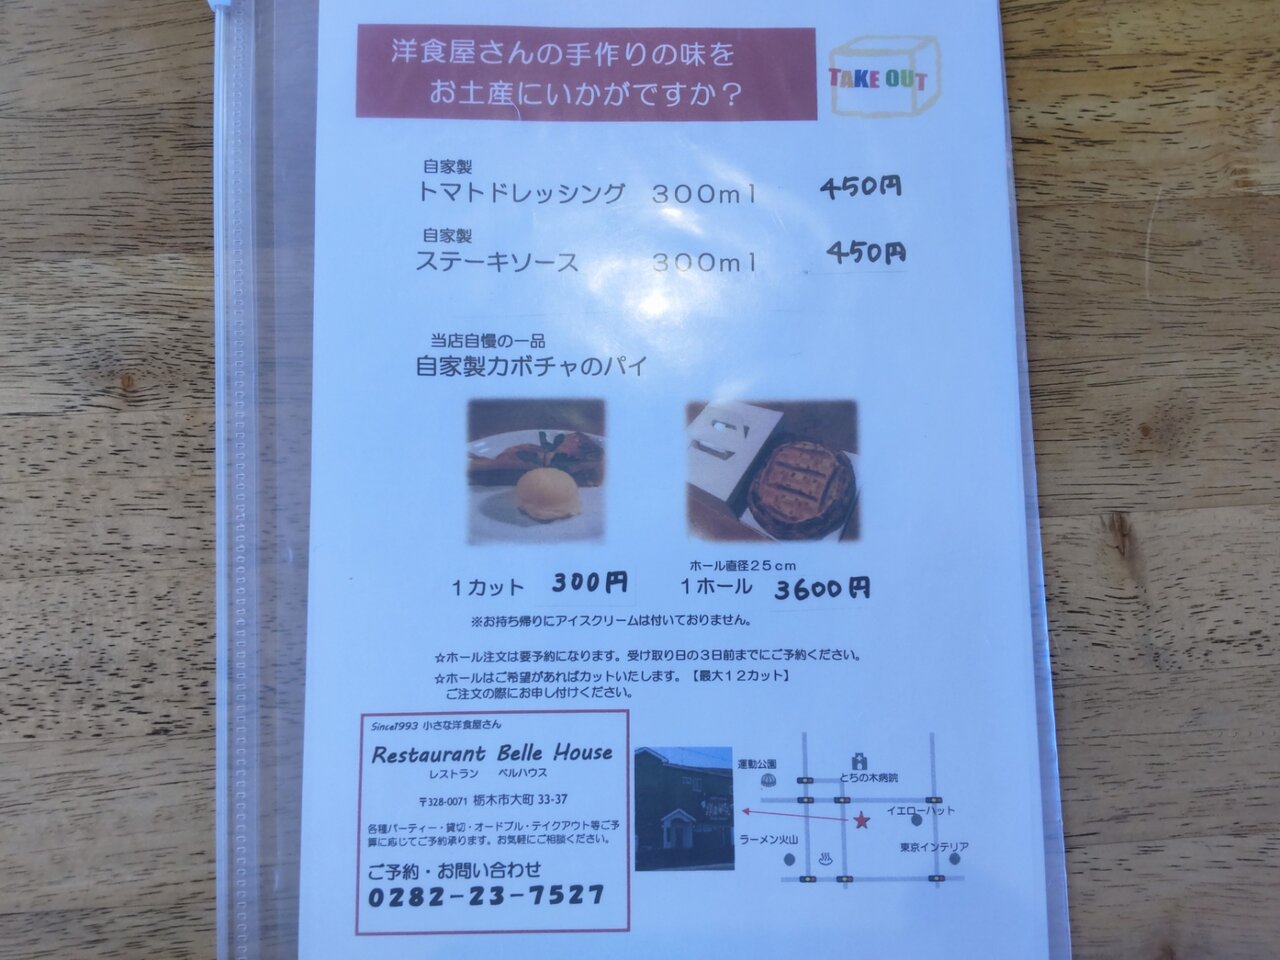 洋食屋さんの手作りの味を
お土産にいかがですか？
TAKE OUT
自家製
トマトドレッシング 300ml 450円
自家製
ステーキソース 300ml 450円
当店自慢の一品
自家製カボチャのパイ
1カット 300円
ホール直径25cm
1ホール 3600円
※お持ち帰りにアイスクリームは付いておりません。
☆ホール注文は要予約になります。受け取り日の3日前までにご予約ください。
☆ホールはご希望があればカットいたします。【最大12カット】
ご注文の際にお申し付けください。
Since1993 小さな洋食屋さん
Restaurant Belle House
レストラン ベルハウス
〒328-0071 栃木市大町 33-37
各種パーティー・貸切・オードブル・テイクアウト等ご予
算に応じてご予約承ります。お気軽にご相談ください。
ご予約・お問い合わせ
0282-23-7527
運動公園
とちの木病院
イエローハット
ラーメン火山
東京インテリア